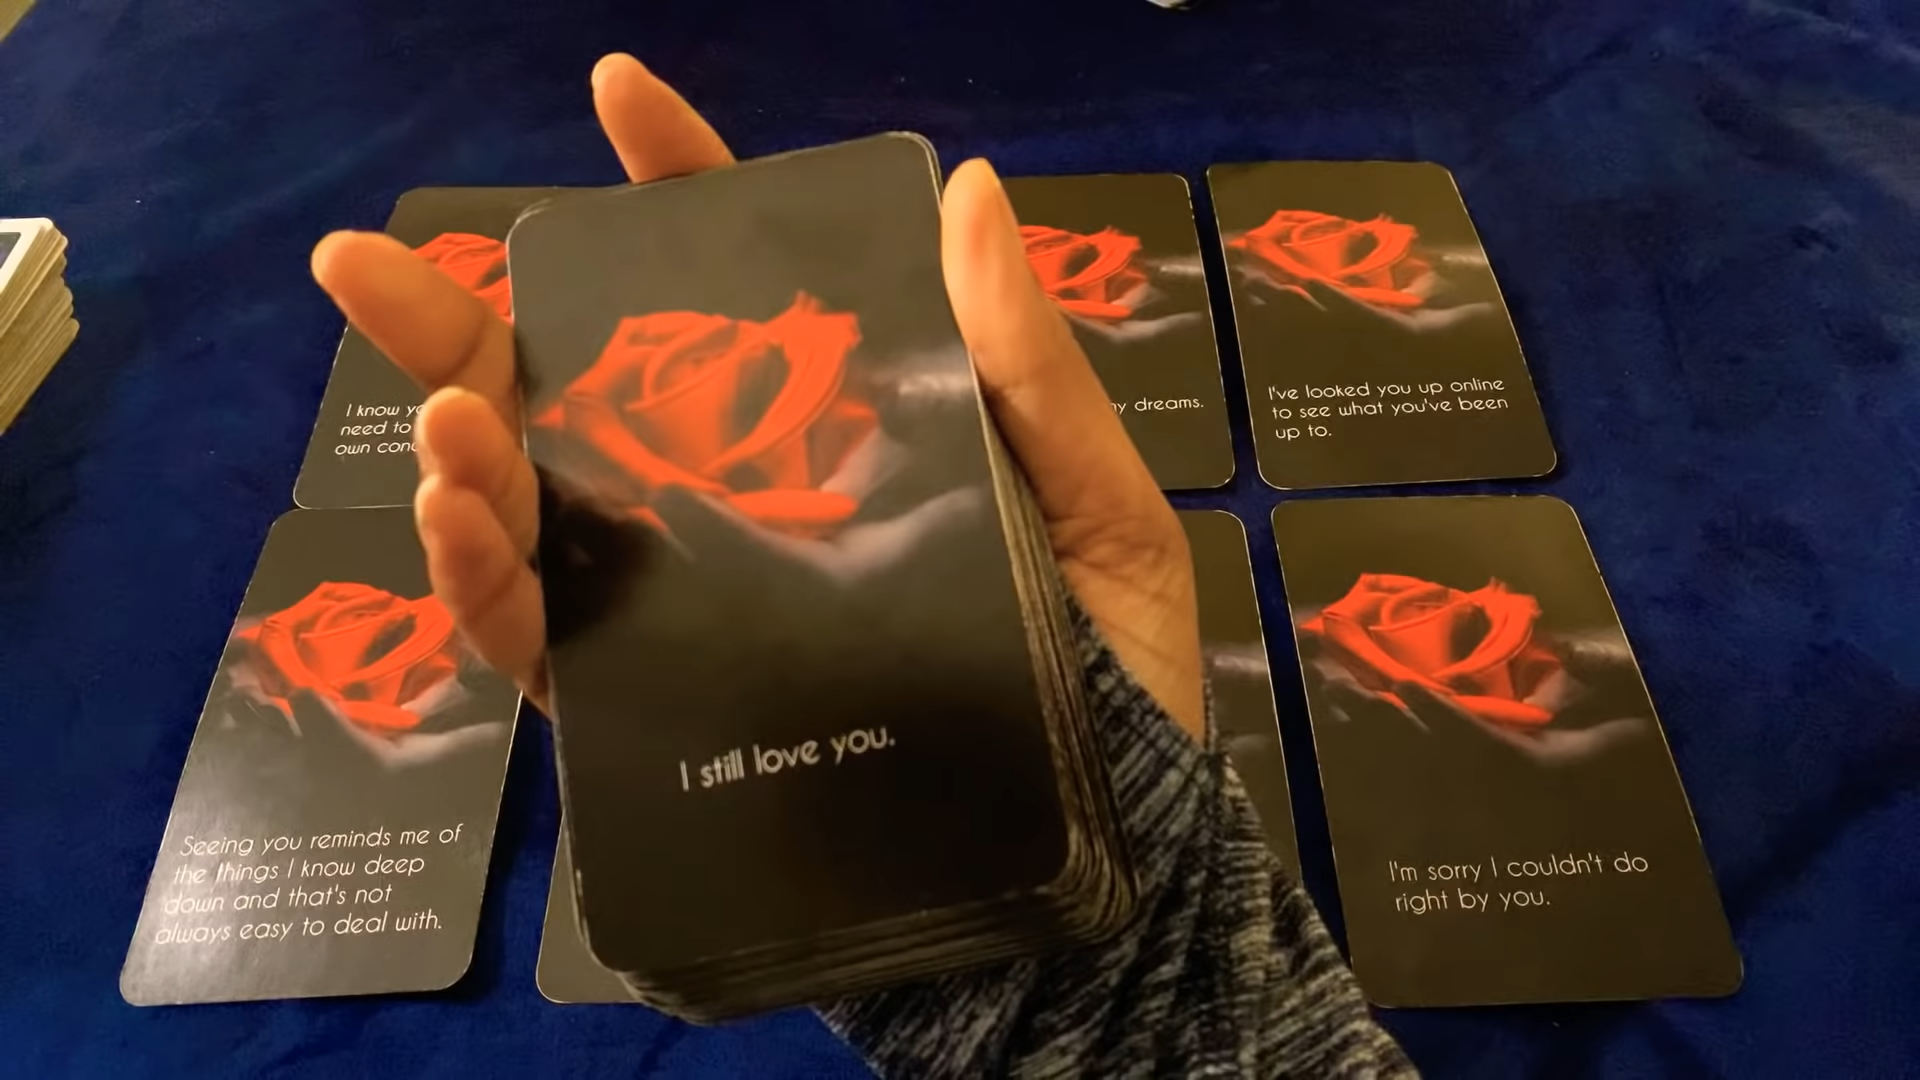 I know
need to
own
my dreams.
I've looked you up online
to see what you've been
up to.
I still love you.
Seeing you reminds me of
the things I know deep
down and that's not
always easy to deal with.
I'm sorry I couldn't do
right by you.